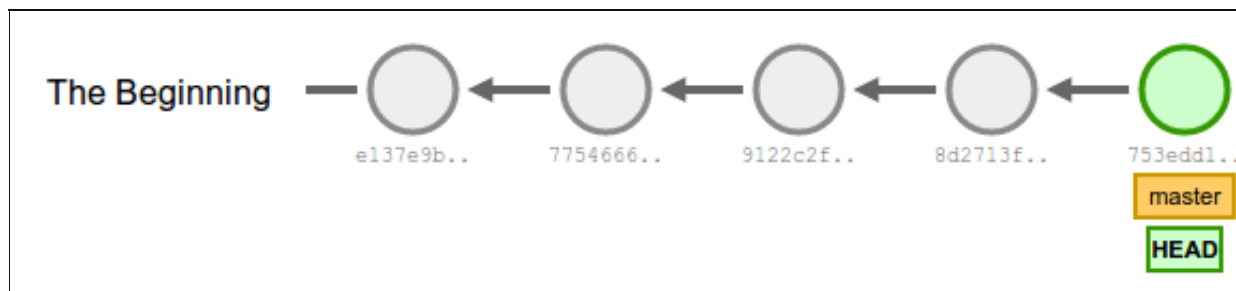 The Beginning
e137e9b.. 7754666.. 9122c2f.. 8d2713f.. 753edd1..
master
HEAD